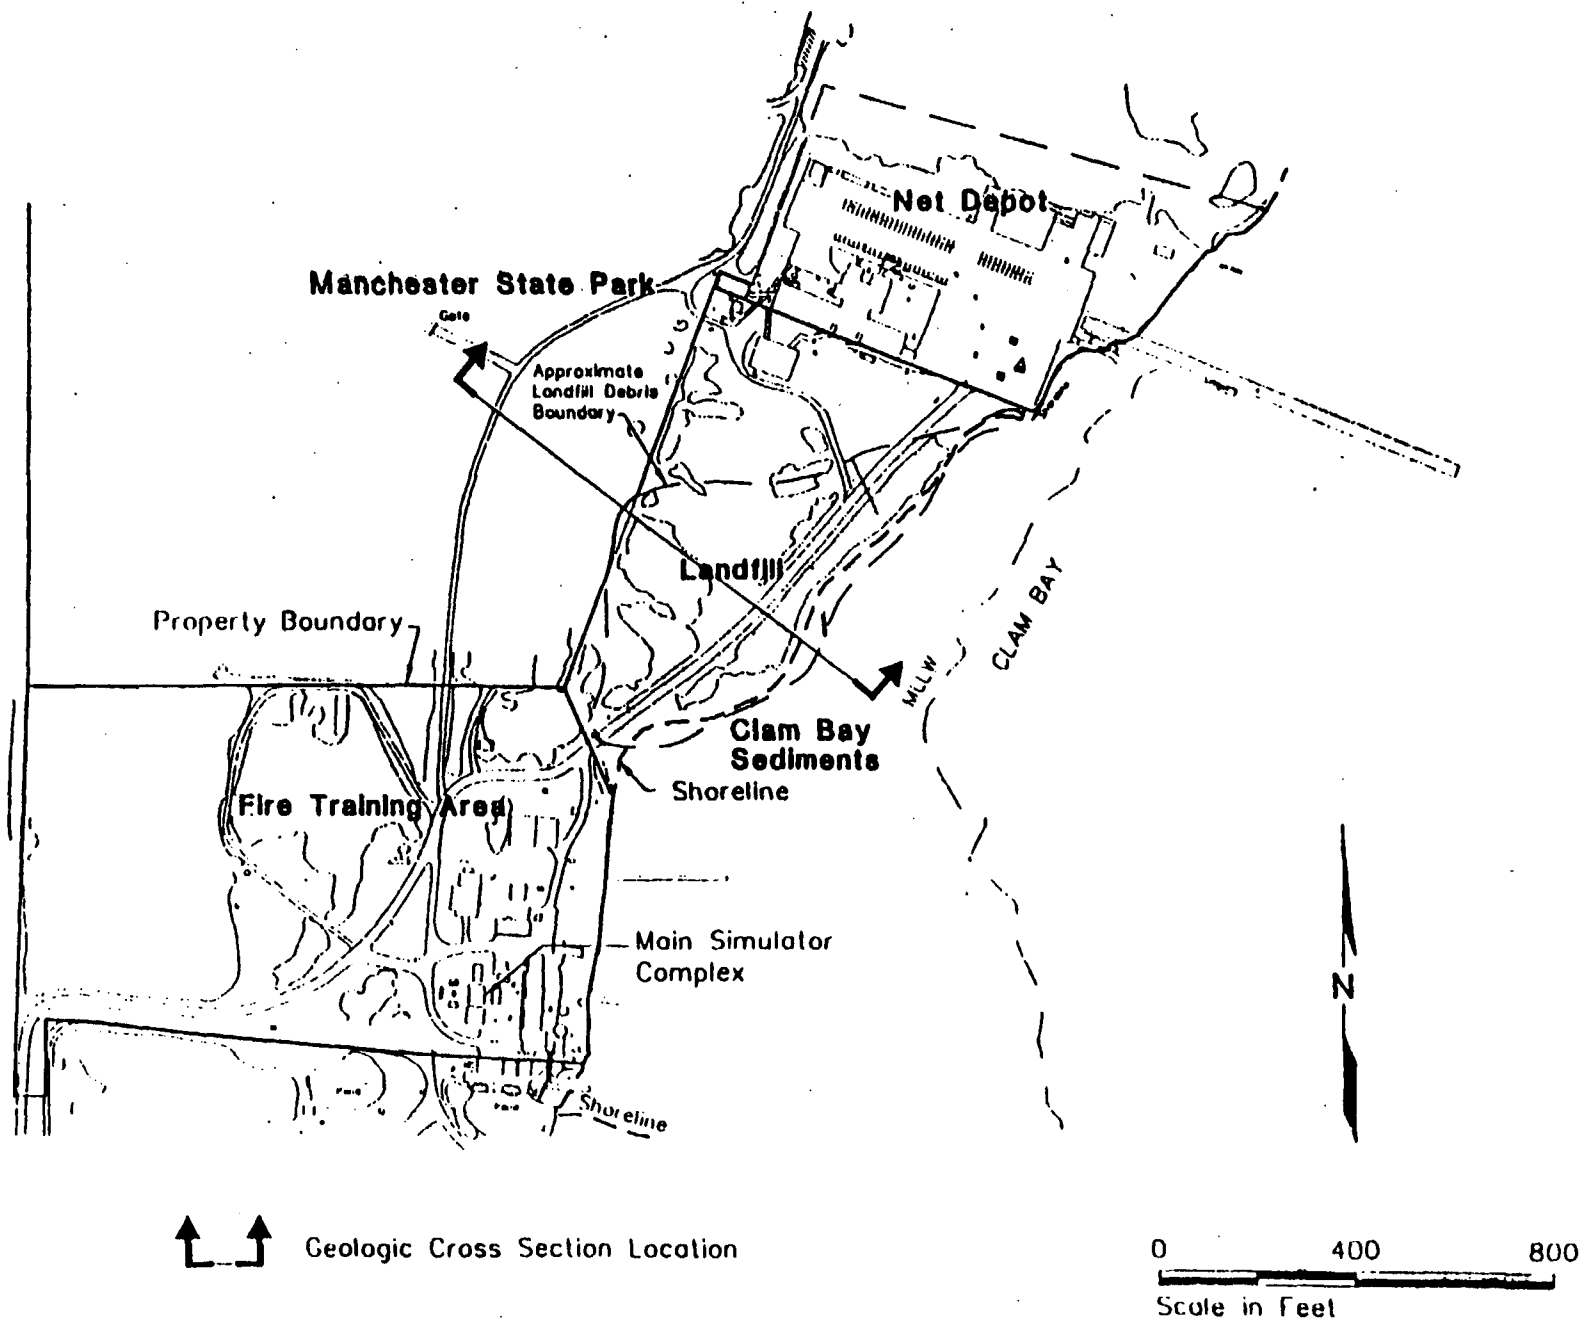 Net Depot
Manchester State Park
Gate
Approximate
Landfill Debris
Boundary
Landfill
CLAM BAY
Property Boundary
MLLW
Clam Bay
Sediments
Shoreline
Fire Training Area
Main Simulator
Complex
N
Shoreline
Geologic Cross Section Location
0 400 800
Scale in Feet